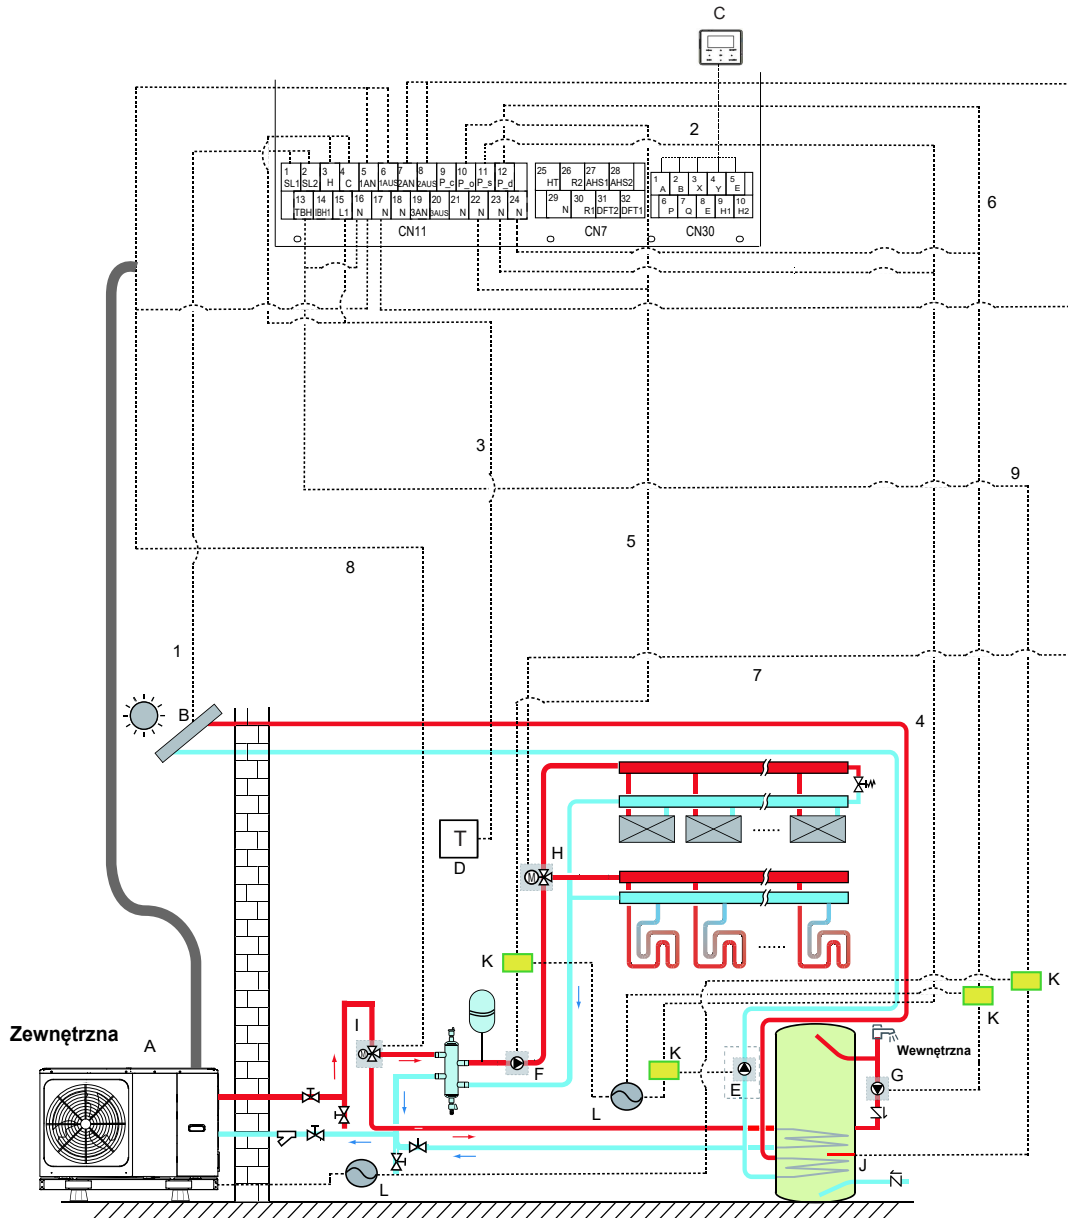 C
2
1 2 3 4 5 6 7 8 9 10 11 12
SL1 SL2 H C 1AN 1AUS 2AN 2AUS P_c P_o P_s P_d
13 14 15 16 17 18 19 20 21 22 23 24
TBH IBH1 L1 N N N 3AN 3AUS N N N N
CN11
25 26 27 28
HT R2 AHS1 AHS2
29 30 31 32
N R1 DFT2 DFT1
CN7
1 2 3 4 5
A B X Y E
6 7 8 9 10
P Q E H1 H2
CN30
6
3
9
5
8
1
7
B
4
T
D
H
M
K
K
K
Zewnętrzna
A
I
M
F
K
Wewnętrzna
G
E
L
J
L